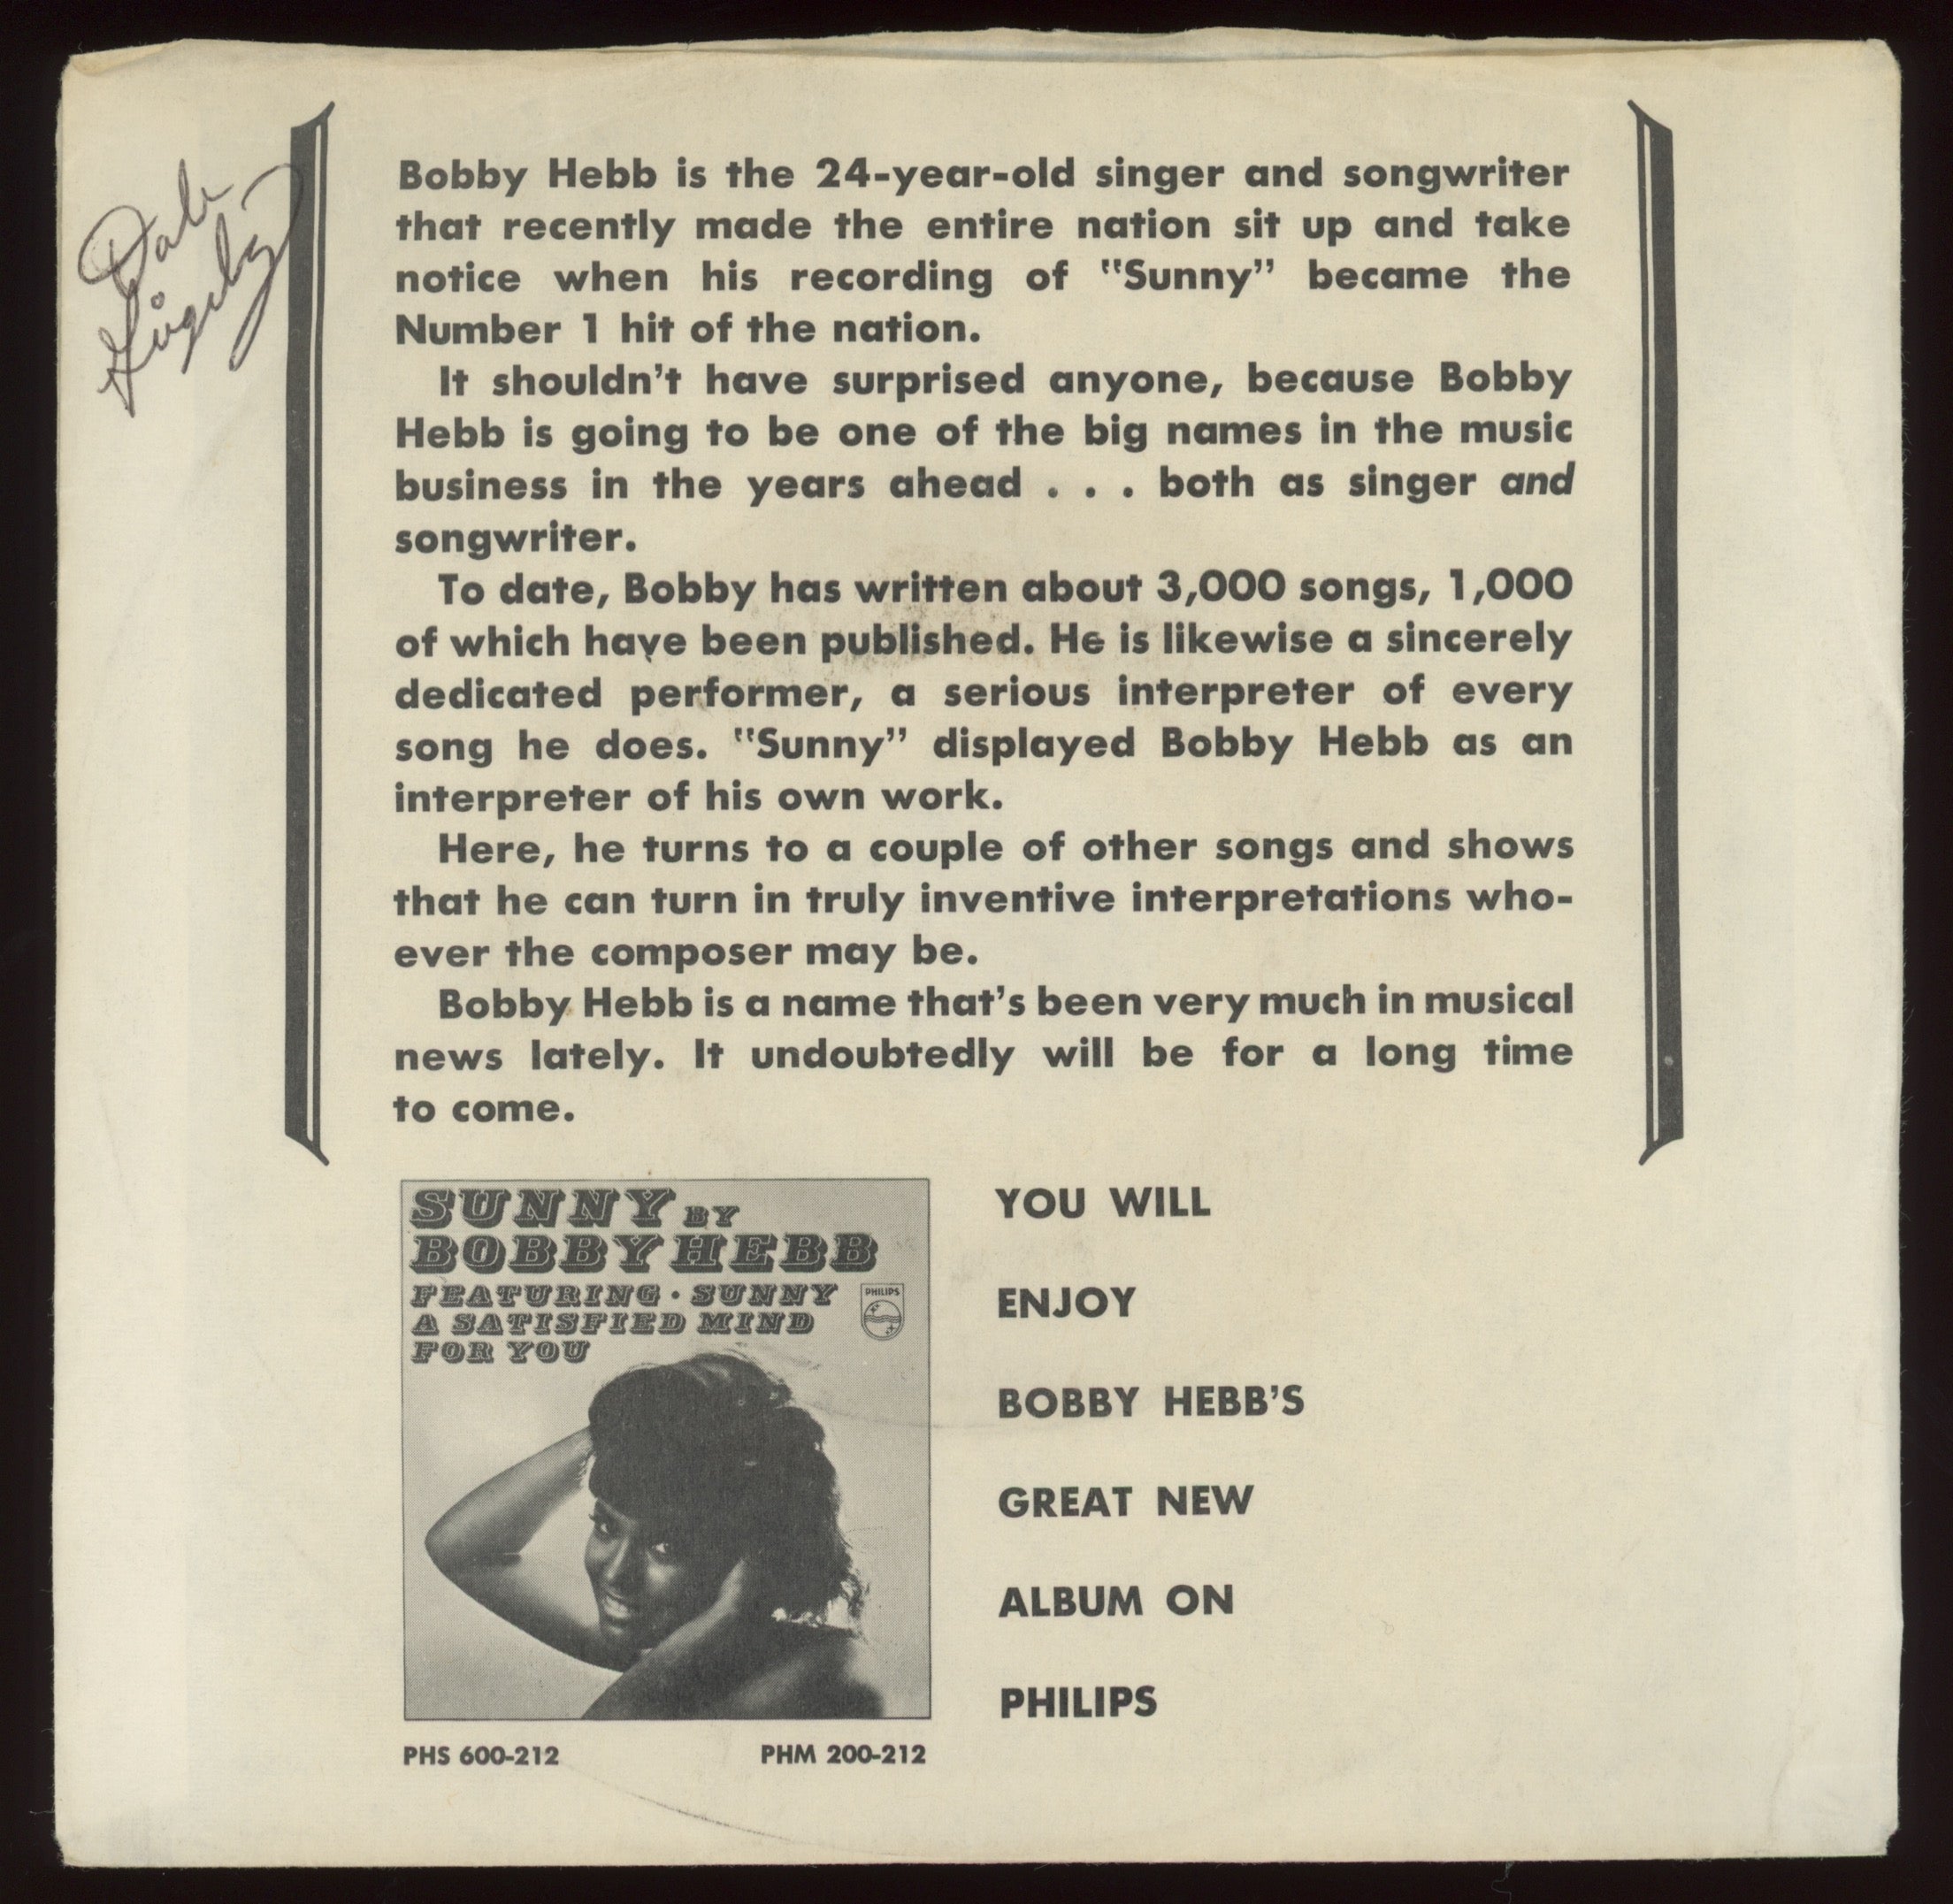 Bobby Hebb is the 24-year-old singer and songwriter
that recently made the entire nation sit up and take
notice when his recording of "Sunny" became the
Number 1 hit of the nation.
It shouldn't have surprised anyone, because Bobby
Hebb is going to be one of the big names in the music
business in the years ahead . . . both as singer and
songwriter.
To date, Bobby has written about 3,000 songs, 1,000
of which have been published. He is likewise a sincerely
dedicated performer, a serious interpreter of every
song he does. "Sunny" displayed Bobby Hebb as an
interpreter of his own work.
Here, he turns to a couple of other songs and shows
that he can turn in truly inventive interpretations who-
ever the composer may be.
Bobby Hebb is a name that's been very much in musical
news lately. It undoubtedly will be for a long time
to come.
SUNNY BY
BOBBY HEBB
FEATURING · SUNNY
A SATISFIED MIND
FOR YOU
PHILIPS
PHS 600-212 PHM 200-212
YOU WILL
ENJOY
BOBBY HEBB'S
GREAT NEW
ALBUM ON
PHILIPS